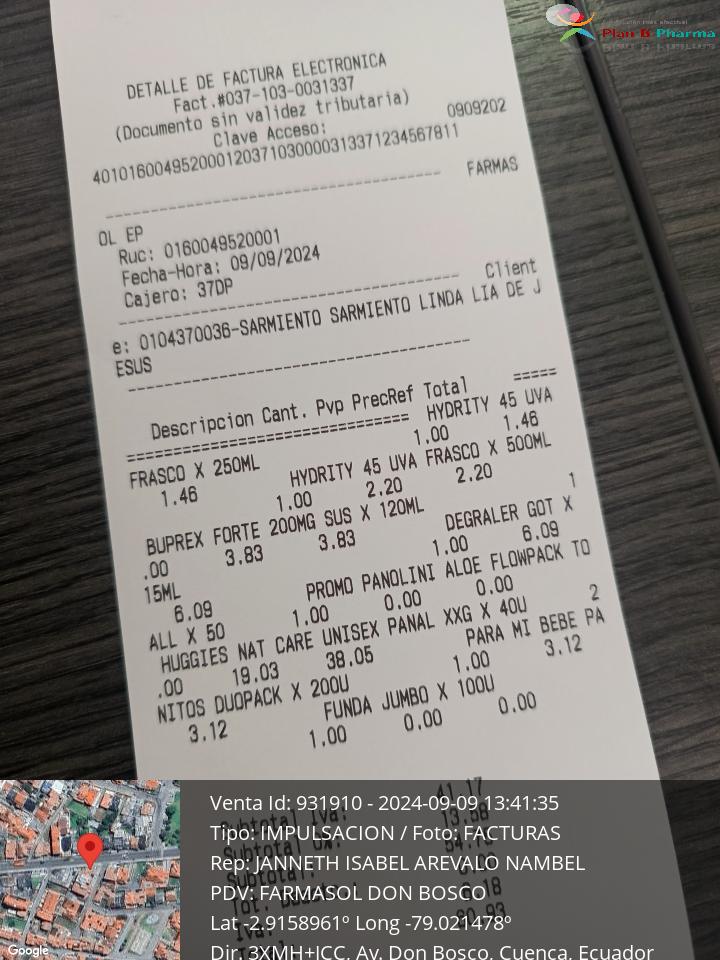 Plan B Pharma
DETALLE DE FACTURA ELECTRONICA
Fact.#037-103-0031337
(Documento sin validez tributaria)
Clave Acceso: 0909202
401016004952000120371030000313371234567811
---------------------------------- FARMAS
OL EP
Ruc: 0160049520001
Fecha-Hora: 09/09/2024
Cajero: 37DP
---------------------------------- Client
e: 0104370036-SARMIENTO SARMIENTO LINDA LIA DE J
ESUS
----------------------------------
Descripcion Cant. Pvp PrecRef Total =====
============================== HYDRITY 45 UVA
FRASCO X 250ML 1.00 1.46
1.46 HYDRITY 45 UVA FRASCO X 500ML
1.00 2.20 2.20
BUPREX FORTE 200MG SUS X 120ML 1
.00 3.83 3.83 DEGRALER GOT X
15ML 1.00 6.09
6.09 PROMO PANOLINI ALOE FLOWPACK TO
ALL X 50 1.00 0.00 0.00
HUGGIES NAT CARE UNISEX PANAL XXG X 40U 2
.00 19.03 38.05 PARA MI BEBE PA
NITOS DUOPACK X 200U 1.00 3.12
3.12 FUNDA JUMBO X 100U
1.00 0.00 0.00
Venta Id: 931910 - 2024-09-09 13:41:35
Tipo: IMPULSACION / Foto: FACTURAS
Rep: JANNETH ISABEL AREVALO NAMBEL
PDV: FARMASOL DON BOSCO
Lat -2.9158961º Long -79.021478º
Dir. 3XMH+JCC, Av. Don Bosco, Cuenca, Ecuador
Google